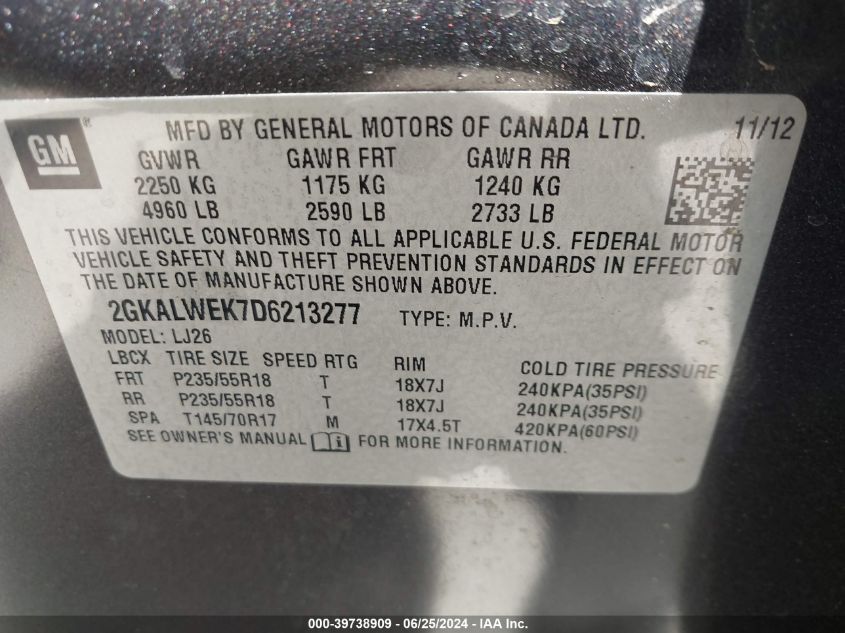 GM ® MFD BY GENERAL MOTORS OF CANADA LTD. 11/12
GVWR GAWR FRT GAWR RR
2250 KG 1175 KG 1240 KG
4960 LB 2590 LB 2733 LB
THIS VEHICLE CONFORMS TO ALL APPLICABLE U.S. FEDERAL MOTOR
VEHICLE SAFETY AND THEFT PREVENTION STANDARDS IN EFFECT ON
THE DATE OF MANUFACTURE SHOWN ABOVE.
2GKALWEK7D6213277 TYPE: M.P.V.
MODEL: LJ26
LBCX TIRE SIZE SPEED RTG RIM COLD TIRE PRESSURE
FRT P235/55R18 T 18X7J 240KPA(35PSI)
RR P235/55R18 T 18X7J 240KPA(35PSI)
SPA T145/70R17 M 17X4.5T 420KPA(60PSI)
SEE OWNER'S MANUAL FOR MORE INFORMATION.
000-39738909 - 06/25/2024 - IAA Inc.